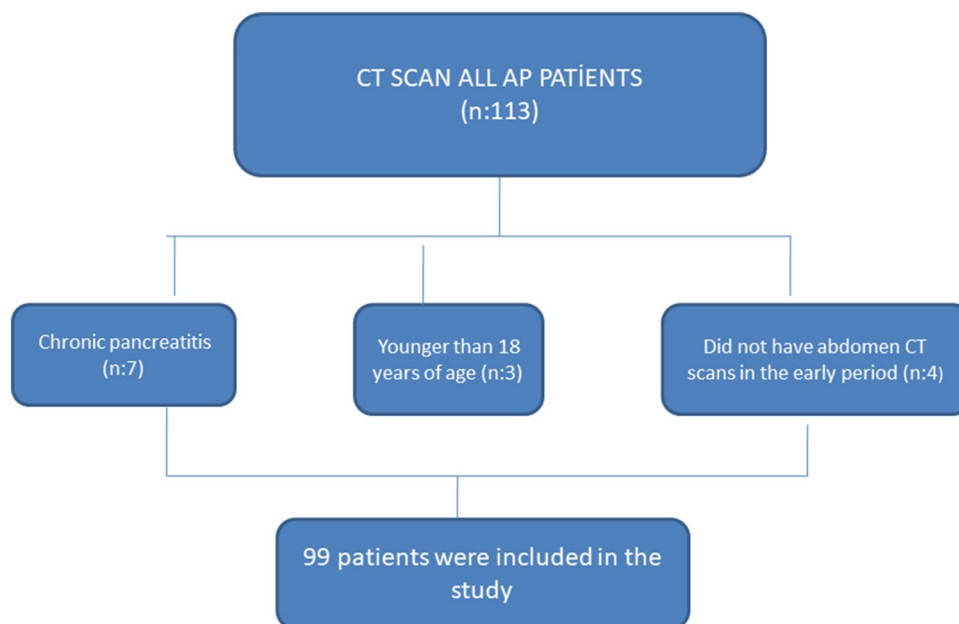 CT SCAN ALL AP PATİENTS
(n:113)
Chronic pancreatitis
(n:7)
Younger than 18
years of age (n:3)
Did not have abdomen CT
scans in the early period (n:4)
99 patients were included in the
study